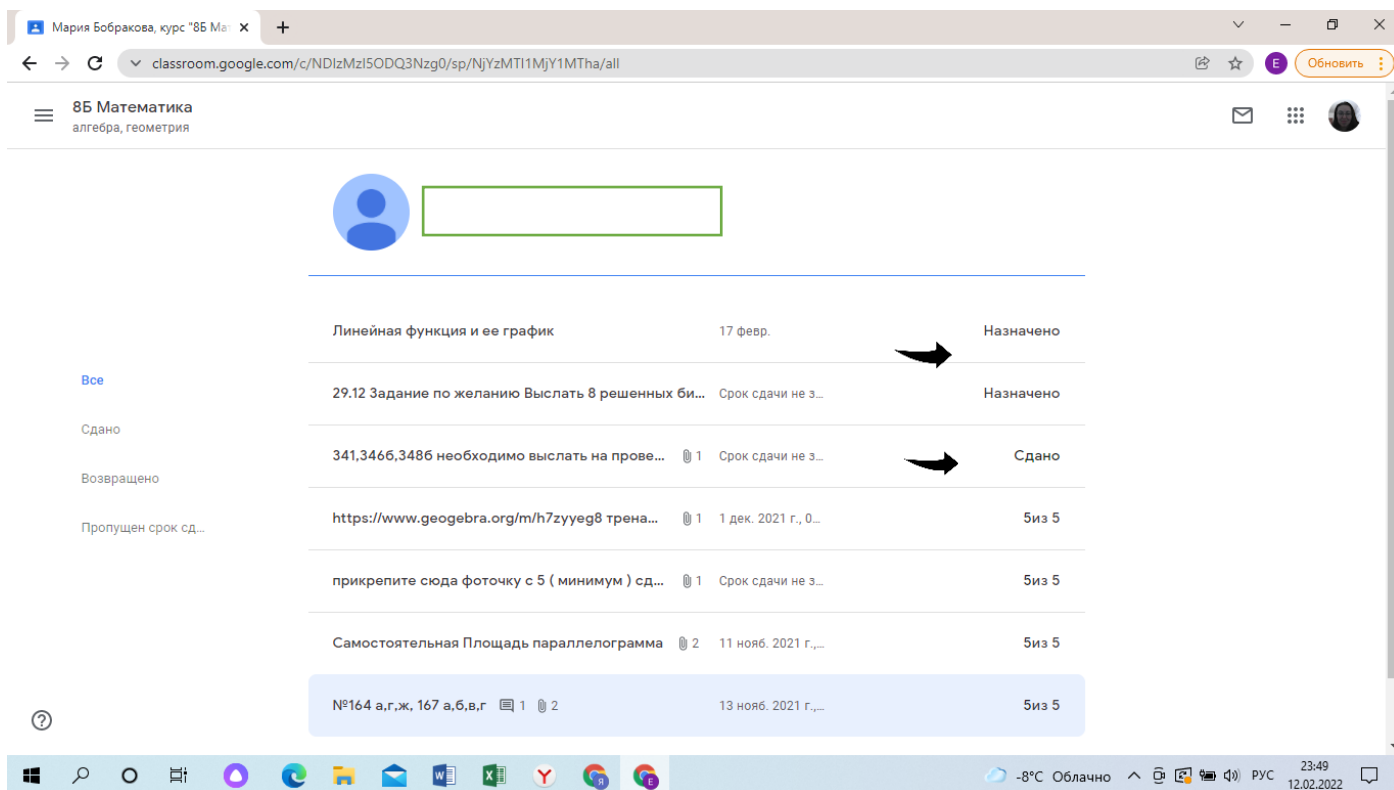 Мария Бобракова, курс "8Б Мат
classroom.google.com/c/NDIzMzI5ODQ3Nzg0/sp/NjYzMTI1MjY1MTha/all
E
Обновить
8Б Математика
алгебра, геометрия
Линейная функция и ее график 17 февр. Назначено
Все
29.12 Задание по желанию Выслать 8 решенных би... Срок сдачи не з... Назначено
Сдано
341,346б,348б необходимо выслать на прове... 1 Срок сдачи не з... Сдано
Возвращено
https://www.geogebra.org/m/h7zyyeg8 трена... 1 1 дек. 2021 г., 0... 5из 5
Пропущен срок сд...
прикрепите сюда фоточку с 5 ( минимум ) сд... 1 Срок сдачи не з... 5из 5
Самостоятельная Площадь параллелограмма 2 11 нояб. 2021 г.,... 5из 5
№164 а,г,ж, 167 а,б,в,г 1 2 13 нояб. 2021 г.,... 5из 5
-8°C Облачно РУС 23:49
12.02.2022